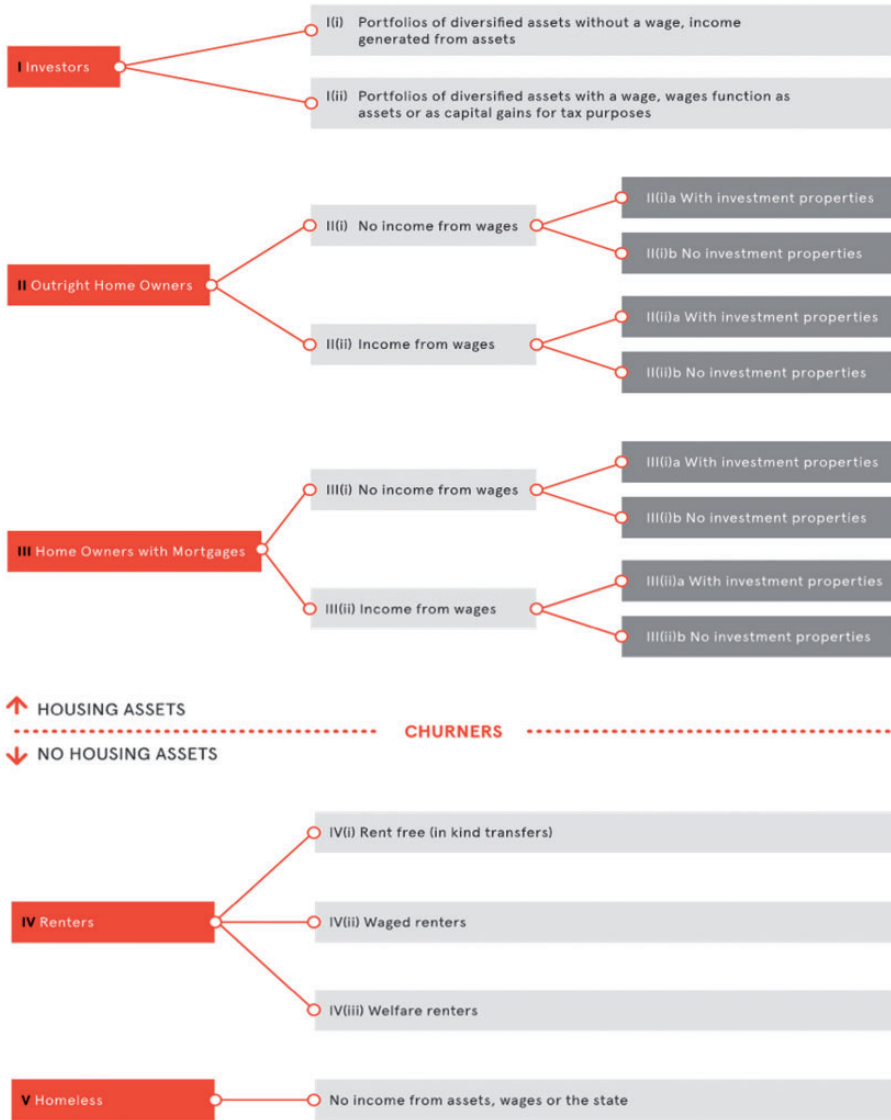 I Investors
I(i) Portfolios of diversified assets without a wage, income
generated from assets
I(ii) Portfolios of diversified assets with a wage, wages function as
assets or as capital gains for tax purposes
II Outright Home Owners
II(i) No income from wages
II(i)a With investment properties
II(i)b No investment properties
II(ii) Income from wages
II(ii)a With investment properties
II(ii)b No investment properties
III Home Owners with Mortgages
III(i) No income from wages
III(i)a With investment properties
III(i)b No investment properties
III(ii) Income from wages
III(ii)a With investment properties
III(ii)b No investment properties
HOUSING ASSETS
CHURNERS
NO HOUSING ASSETS
IV Renters
IV(i) Rent free (in kind transfers)
IV(ii) Waged renters
IV(iii) Welfare renters
V Homeless
No income from assets, wages or the state